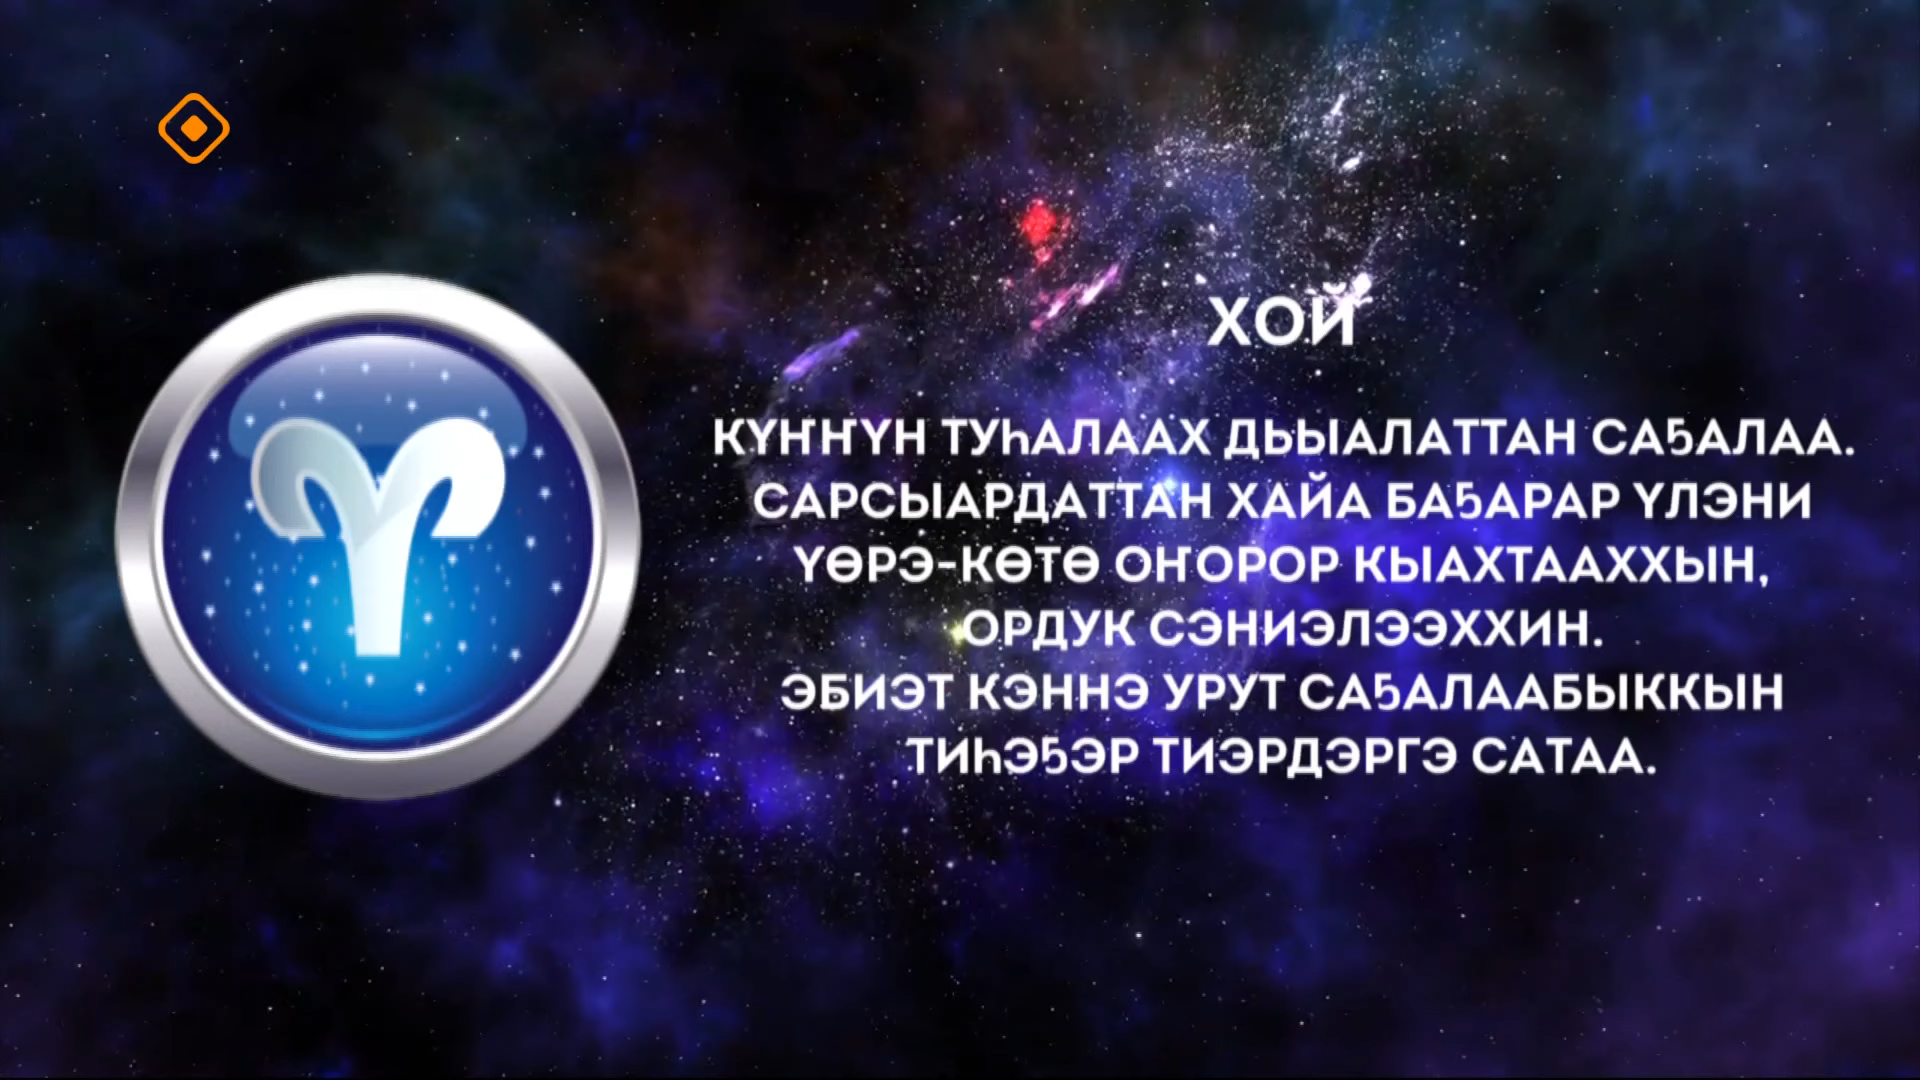 ХОЙ
КҮҤҤҮН ТУҺАЛААХ ДЬЫАЛАТТАН САҔАЛАА.
САРСЫАРДАТТАН ХАЙА БАҔАРАР ҮЛЭНИ
ҮӨРЭ-КӨТӨ ОҤОРОР КЫАХТААХХЫН,
ОРДУК СЭНИЭЛЭЭХХИН.
ЭБИЭТ КЭННЭ УРУТ САҔАЛААБЫККЫН
ТИҺЭҔЭР ТИЭРДЭРГЭ САТАА.